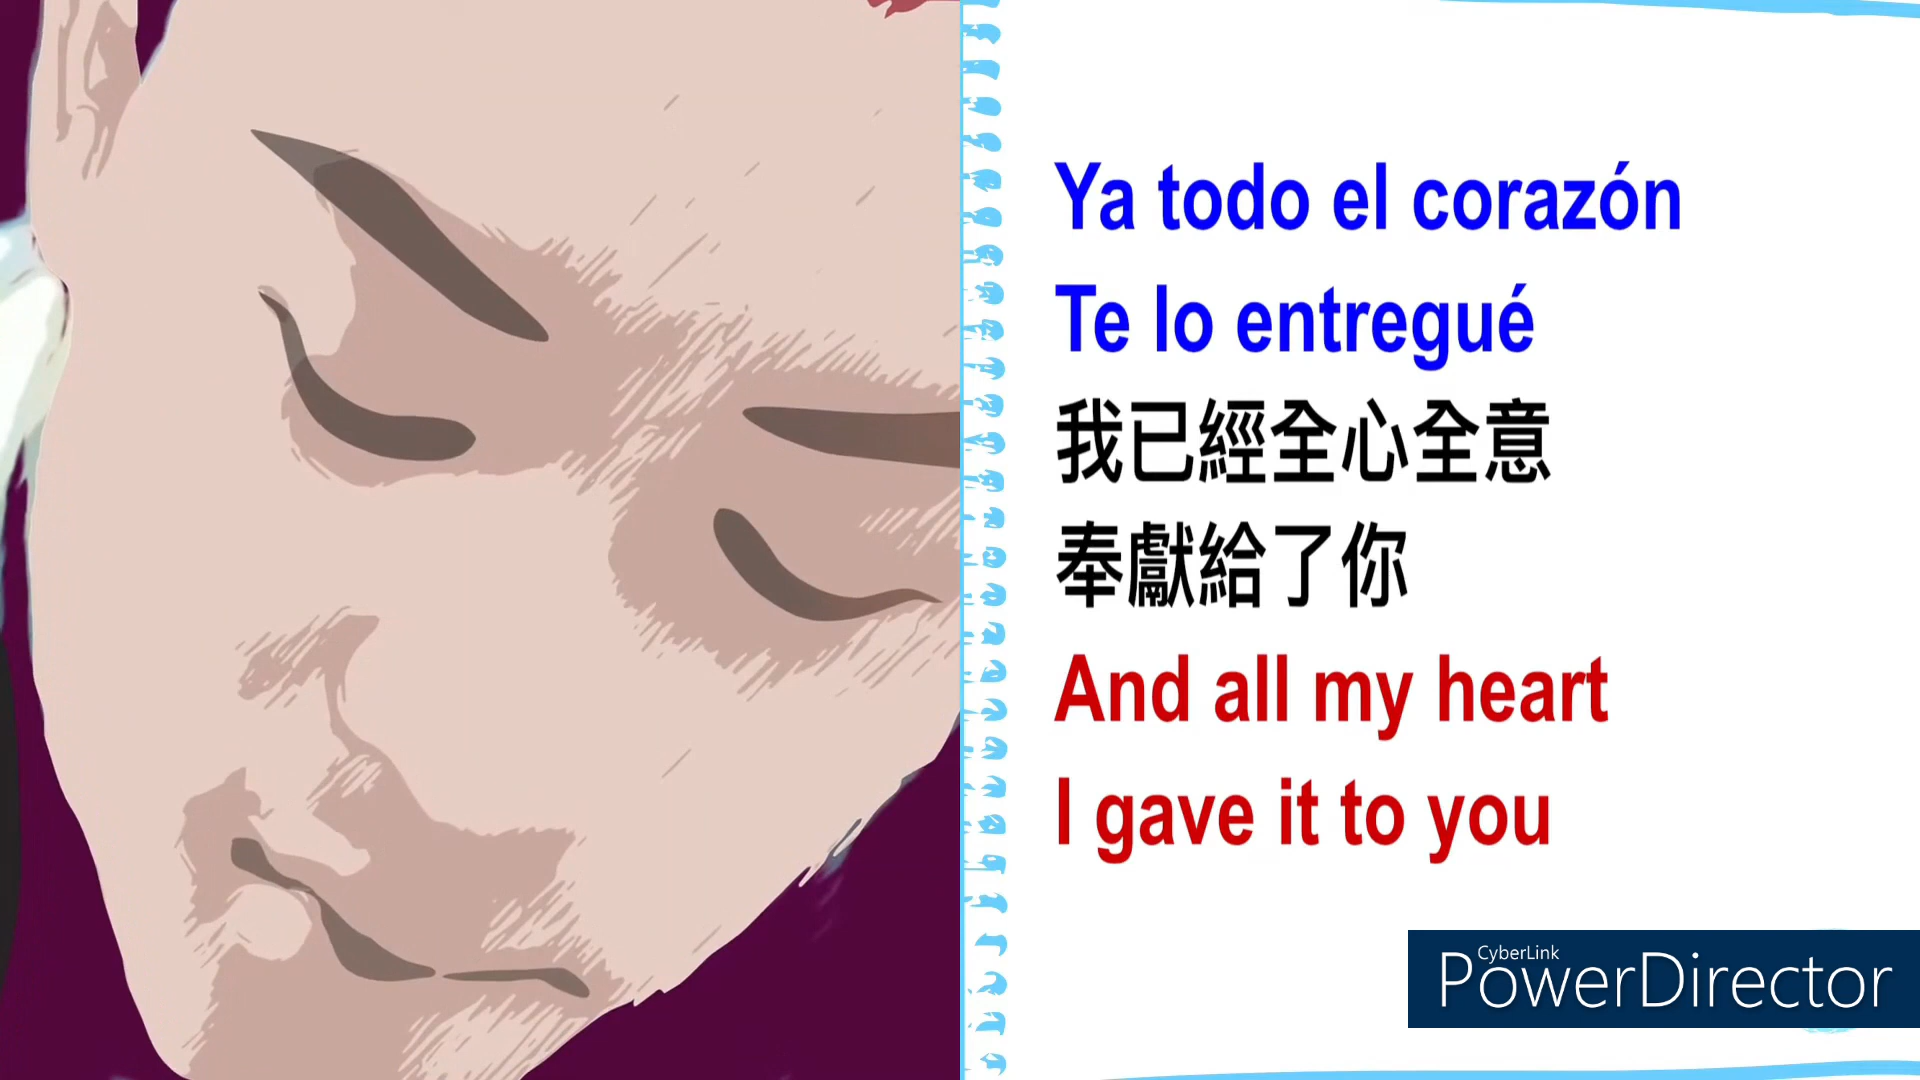 Ya todo el corazón
Te lo entregué
我已經全心全意
奉獻給了你
And all my heart
I gave it to you
CyberLink
PowerDirector